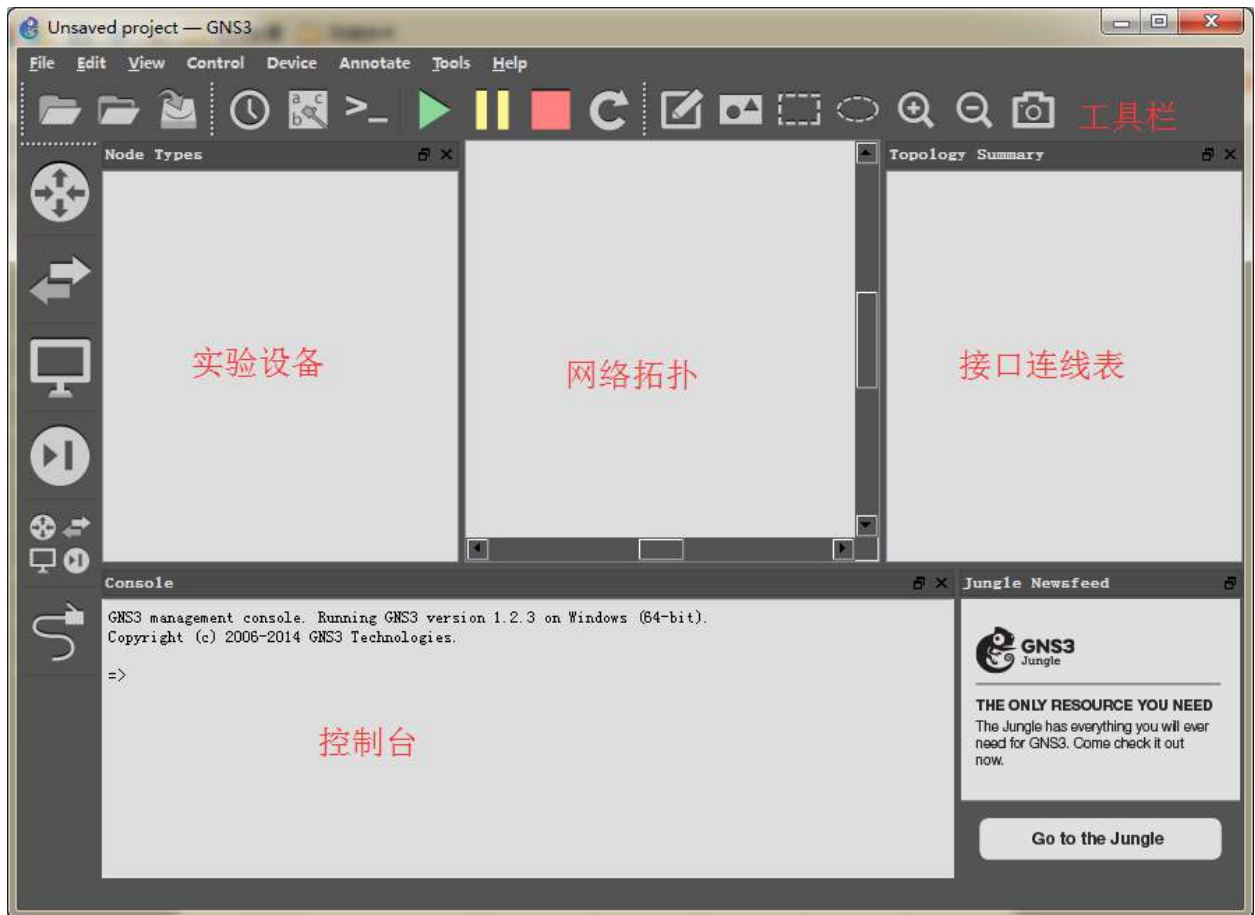 Unsaved project — GNS3
File Edit View Control Device Annotate Tools Help
a c
b
>_
工具栏
Node Types
Topology Summary
实验设备
网络拓扑
接口连线表
Console
Jungle Newsfeed
GNS3 management console. Running GNS3 version 1.2.3 on Windows (64-bit).
Copyright (c) 2006-2014 GNS3 Technologies.
=>
控制台
GNS3
Jungle
THE ONLY RESOURCE YOU NEED
The Jungle has everything you will ever
need for GNS3. Come check it out
now.
Go to the Jungle